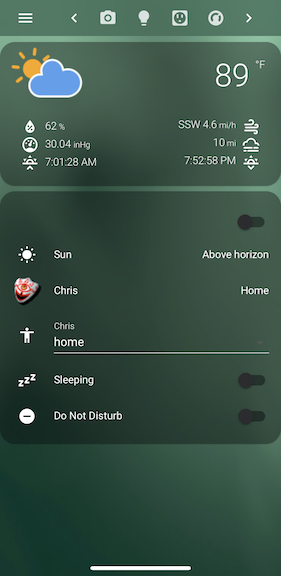 89 °F
62 %
SSW 4.6 mi/h
30.04 inHg
10 mi
7:01:28 AM
7:52:58 PM
Sun
Above horizon
Chris
Home
Chris
home
zzz
Sleeping
Do Not Disturb